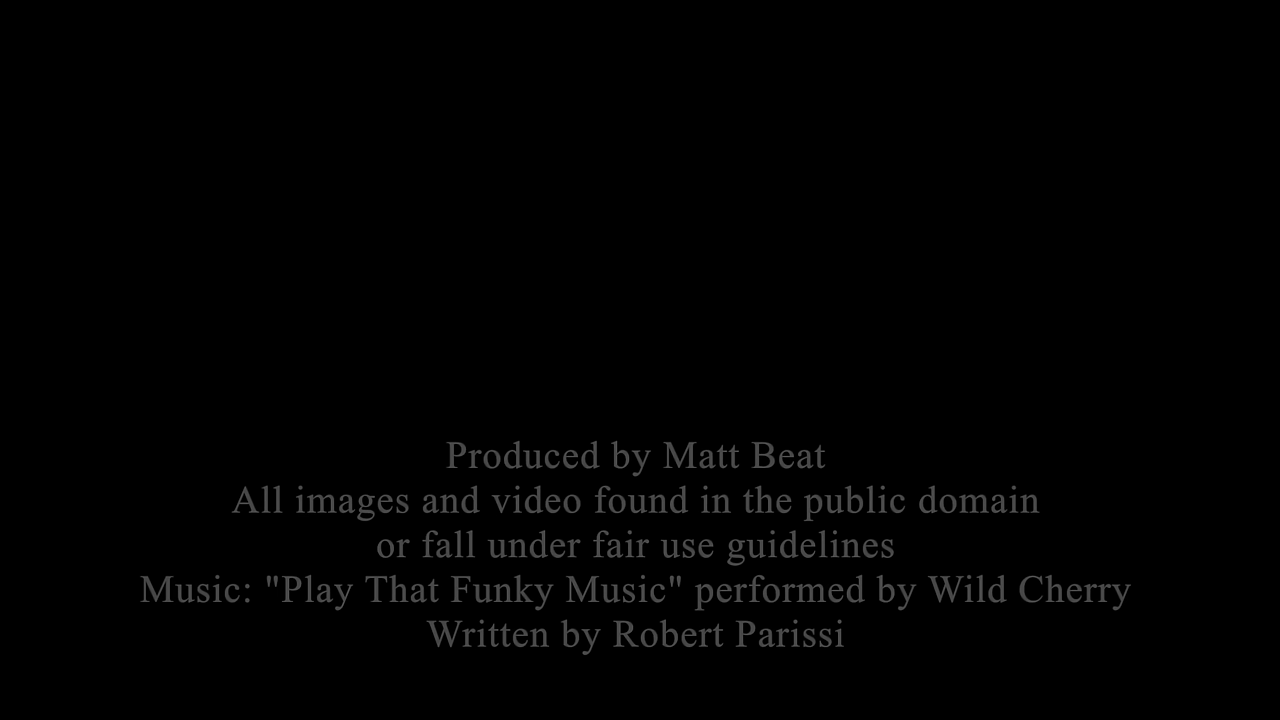 Produced by Matt Beat
All images and video found in the public domain
or fall under fair use guidelines
Music: "Play That Funky Music" performed by Wild Cherry
Written by Robert Parissi